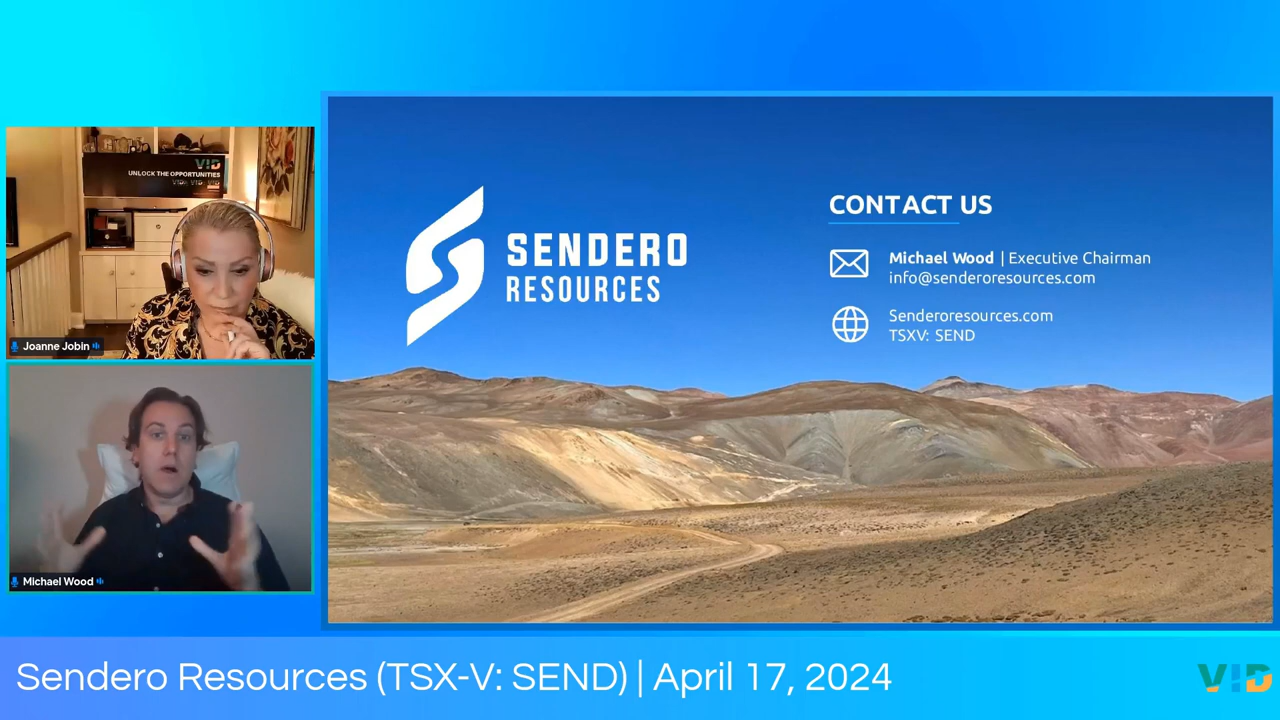 VID
UNLOCK THE OPPORTUNITIES
Joanne Jobin
Michael Wood
SENDERO
RESOURCES
CONTACT US
Michael Wood | Executive Chairman
info@senderoresources.com
Senderoresources.com
TSXV: SEND
Sendero Resources (TSX-V: SEND) | April 17, 2024
VID